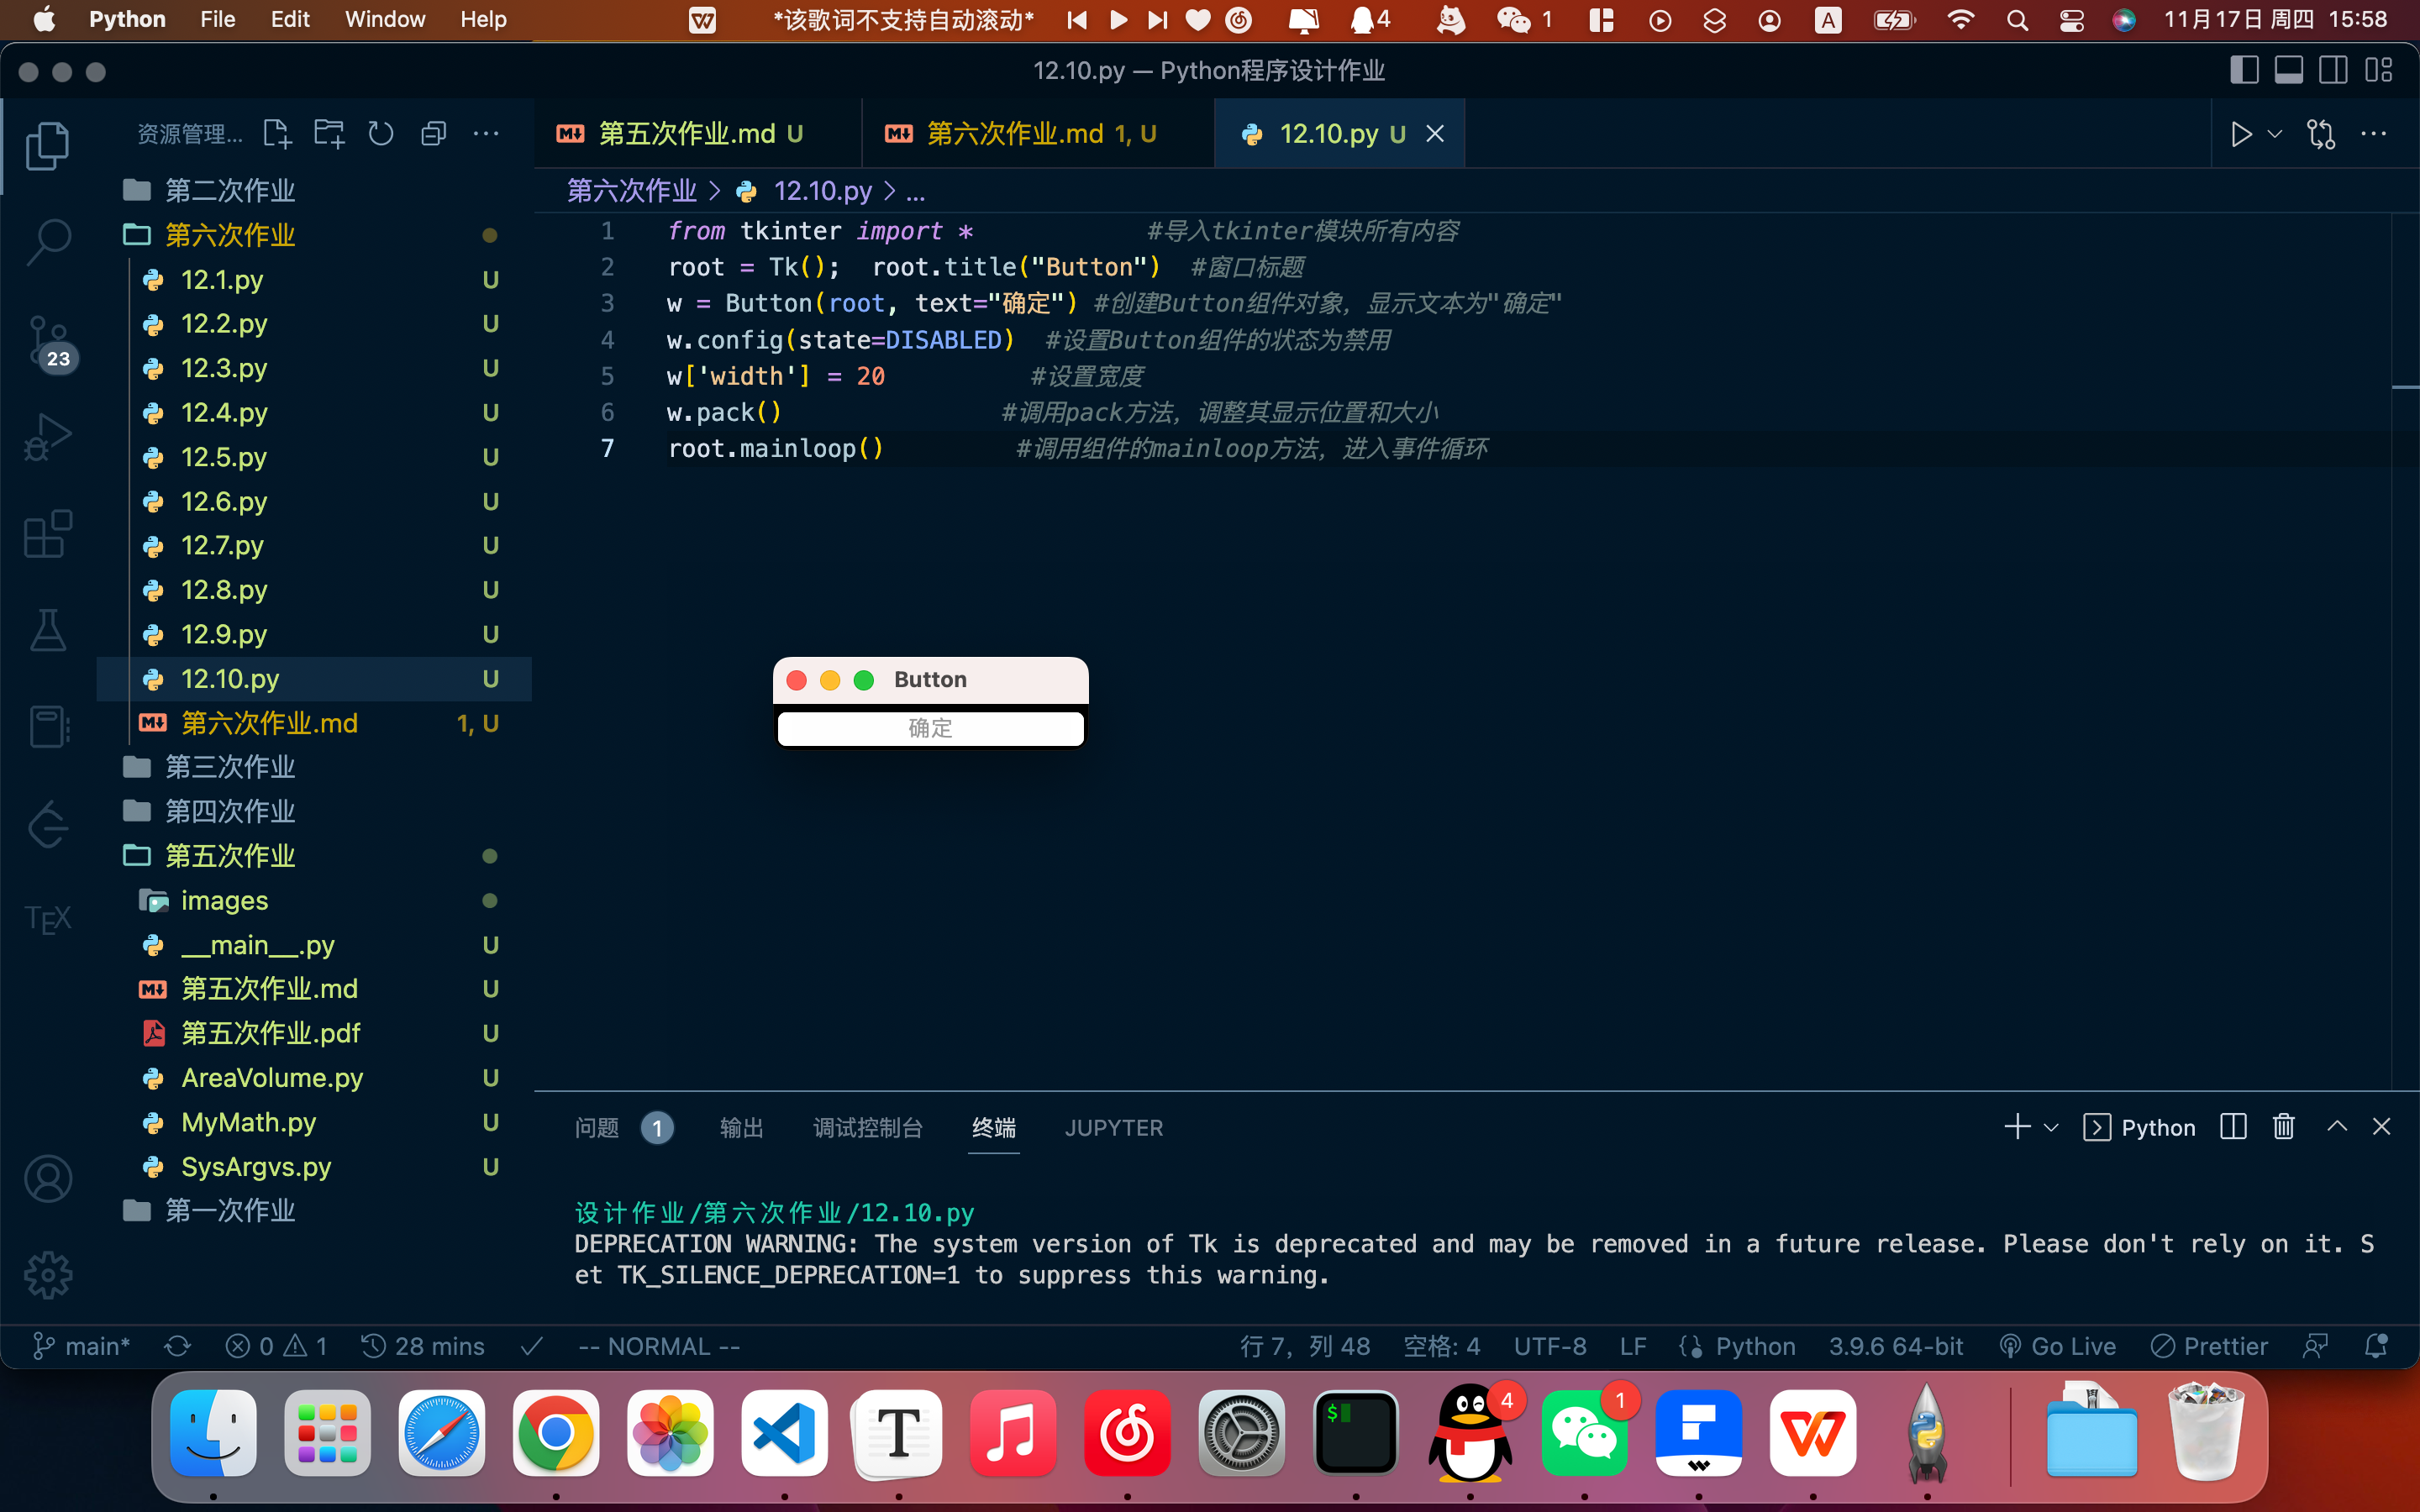 Python File Edit Window Help *该歌词不支持自动滚动* 4 1 A 11月17日 周四 15:58
12.10.py — Python程序设计作业
资源管理...
第五次作业.md U 第六次作业.md 1, U 12.10.py U
第六次作业 > 12.10.py > ...
第二次作业
第六次作业
12.1.py U
12.2.py U
12.3.py U
12.4.py U
12.5.py U
12.6.py U
12.7.py U
12.8.py U
12.9.py U
12.10.py U
第六次作业.md 1, U
第三次作业
第四次作业
第五次作业
images
__main__.py U
第五次作业.md U
第五次作业.pdf U
AreaVolume.py U
MyMath.py U
SysArgvs.py U
第一次作业
23
TEX
1 from tkinter import * #导入tkinter模块所有内容
2 root = Tk(); root.title("Button") #窗口标题
3 w = Button(root, text="确定") #创建Button组件对象，显示文本为"确定"
4 w.config(state=DISABLED) #设置Button组件的状态为禁用
5 w['width'] = 20 #设置宽度
6 w.pack() #调用pack方法，调整其显示位置和大小
7 root.mainloop() #调用组件的mainloop方法，进入事件循环
Button
确定
问题 1 输出 调试控制台 终端 JUPYTER Python
设计作业/第六次作业/12.10.py
DEPRECATION WARNING: The system version of Tk is deprecated and may be removed in a future release. Please don't rely on it. S
et TK_SILENCE_DEPRECATION=1 to suppress this warning.
main* 0 1 28 mins -- NORMAL -- 行 7，列 48 空格: 4 UTF-8 LF Python 3.9.6 64-bit Go Live Prettier
T $ 4 1